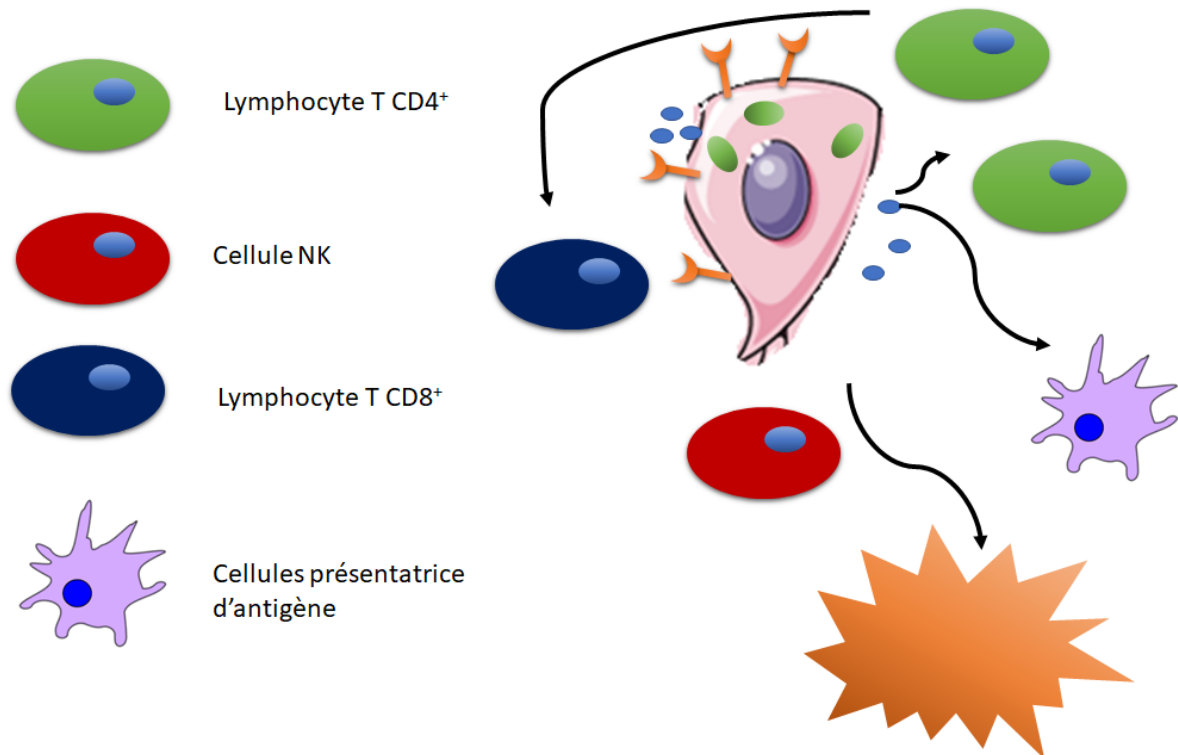 Lymphocyte T CD4⁺
Cellule NK
Lymphocyte T CD8⁺
Cellules présentatrice
d’antigène